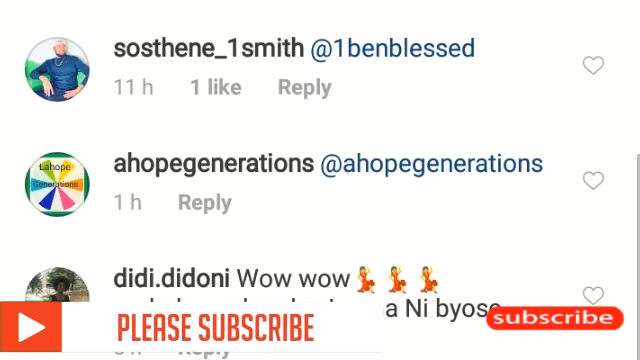 sosthene_1smith @1benblessed
11 h 1 like Reply
Lahope
Generations
ahopegenerations @ahopegenerations
1 h Reply
didi.didoni Wow wow💃💃💃
a Ni byose
PLEASE SUBSCRIBE
subscribe